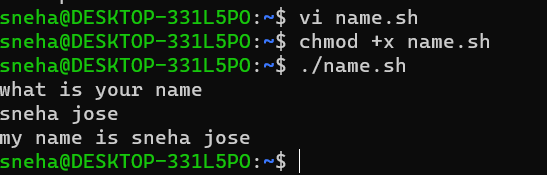 sneha@DESKTOP-331L5PO:~$ vi name.sh
sneha@DESKTOP-331L5PO:~$ chmod +x name.sh
sneha@DESKTOP-331L5PO:~$ ./name.sh
what is your name
sneha jose
my name is sneha jose
sneha@DESKTOP-331L5PO:~$